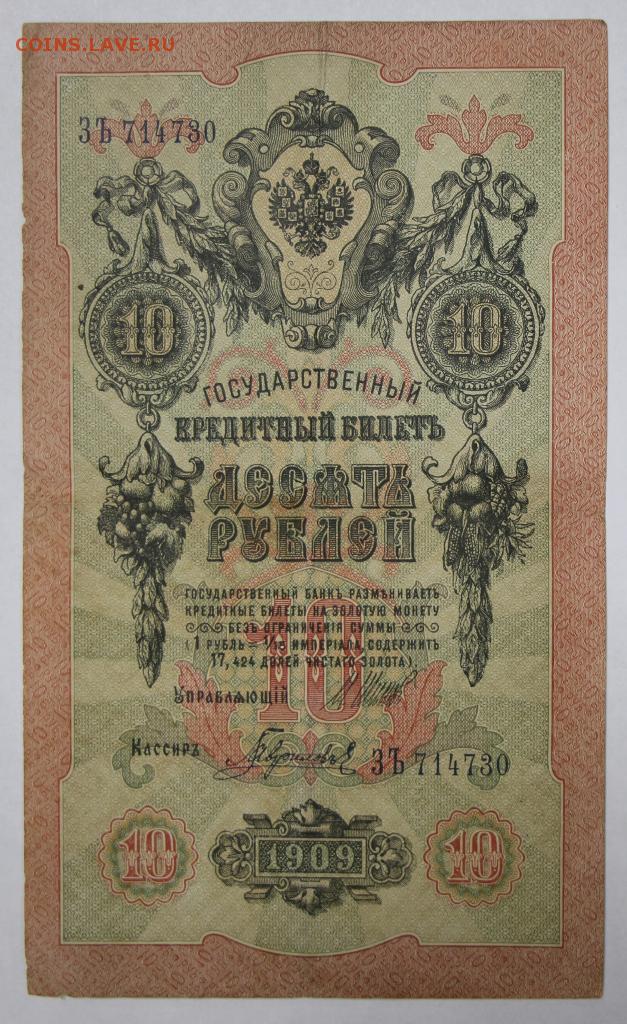 COINS.LAVE.RU
ЗЪ 714730
10 10
ГОСУДАРСТВЕННЫЙ
КРЕДИТНЫЙ БИЛЕТЪ
ДЕСЯТЬ
РУБЛЕЙ
ГОСУДАРСТВЕННЫЙ БАНКЪ РАЗМѢНИВАЕТЪ
КРЕДИТНЫЕ БИЛЕТЫ НА ЗОЛОТУЮ МОНЕТУ
БЕЗЪ ОГРАНИЧЕНІЯ СУММЫ
(1 РУБЛЬ = 1/15 ИМПЕРІАЛА, СОДЕРЖИТЪ
17,424 ДОЛЕЙ ЧИСТАГО ЗОЛОТА).
10
УПРАВЛЯЮЩІЙ
КАССИРЪ
ЗЪ 714730
10 1909 10